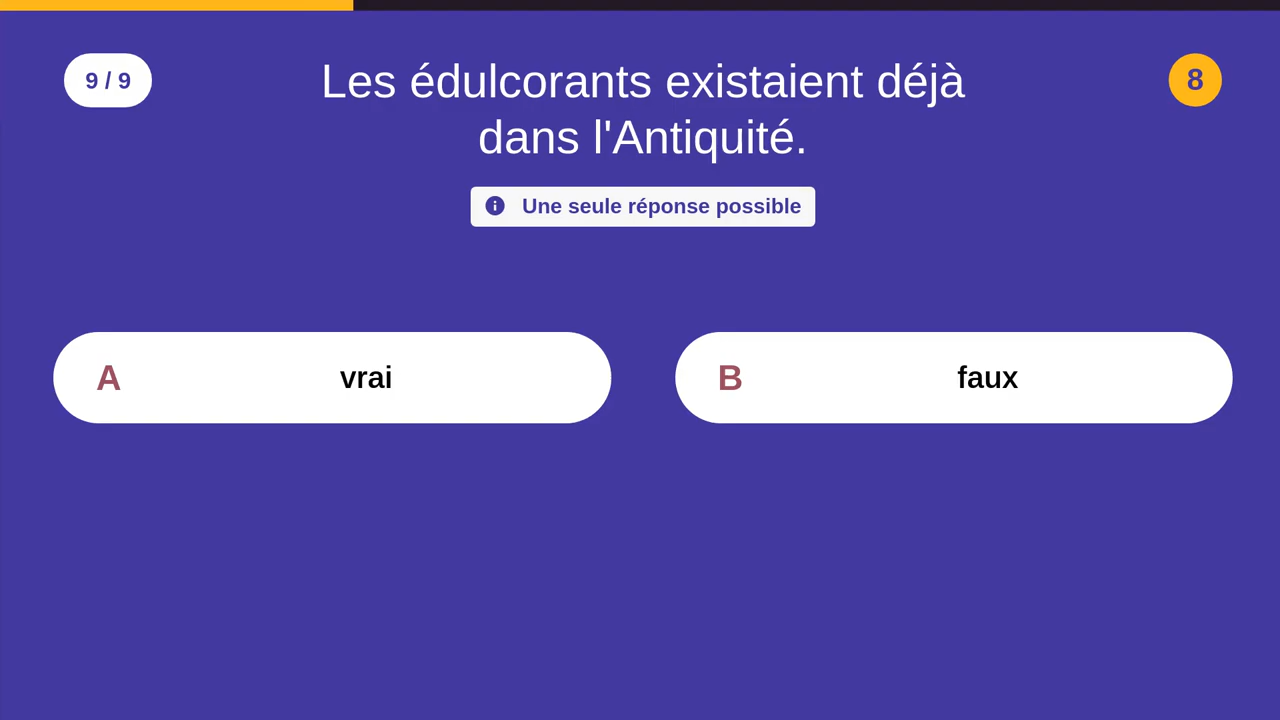 9 / 9
Les édulcorants existaient déjà
dans l'Antiquité.
8
Une seule réponse possible
A vrai
B faux